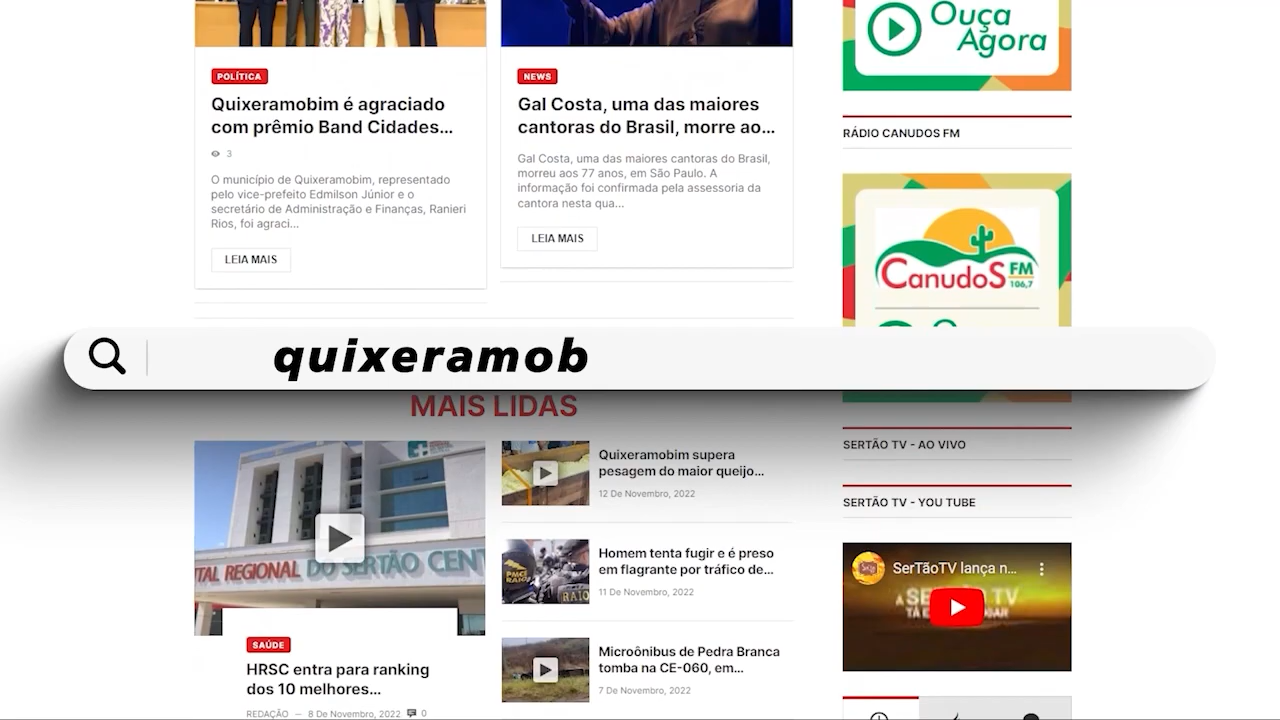 POLÍTICA
Quixeramobim é agraciado
com prêmio Band Cidades...
3
O município de Quixeramobim, representado
pelo vice-prefeito Edmilson Júnior e o
secretário de Administração e Finanças, Ranieri
Rios, foi agraci...
LEIA MAIS
NEWS
Gal Costa, uma das maiores
cantoras do Brasil, morre ao...
Gal Costa, uma das maiores cantoras do Brasil,
morreu aos 77 anos, em São Paulo. A
informação foi confirmada pela assessoria da
cantora nesta qua...
LEIA MAIS
Ouça
Agora
RÁDIO CANUDOS FM
CanudoS FM
106,7
quixeramob
MAIS LIDAS
TAL REGIONAL DO SERTÃO CENT
SAÚDE
HRSC entra para ranking
dos 10 melhores...
REDAÇÃO — 8 De Novembro, 2022 0
Quixeramobim supera
pesagem do maior queijo...
12 De Novembro, 2022
Homem tenta fugir e é preso
em flagrante por tráfico de...
11 De Novembro, 2022
RAIO
Microônibus de Pedra Branca
tomba na CE-060, em...
7 De Novembro, 2022
SERTÃO TV - AO VIVO
SERTÃO TV - YOU TUBE
SerTãoTV lança n...